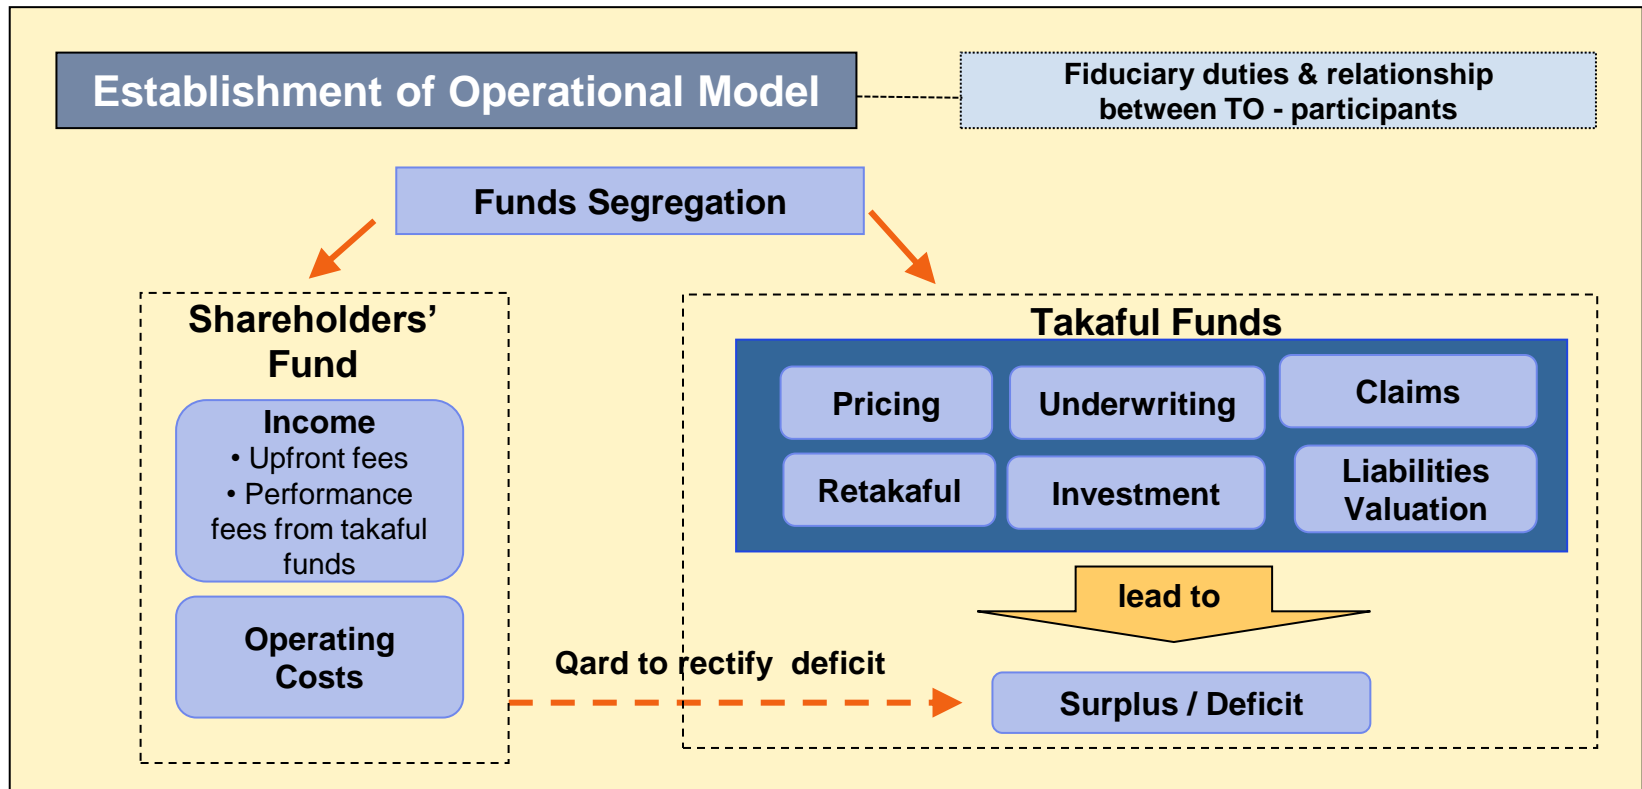 Establishment of Operational Model
Fiduciary duties & relationship
between TO - participants
Funds Segregation
Shareholders’
Fund
Income
• Upfront fees
• Performance
fees from takaful
funds
Operating
Costs
Qard to rectify  deficit
Takaful Funds
Pricing
Underwriting
Claims
Retakaful
Investment
Liabilities
Valuation
lead to
Surplus / Deficit